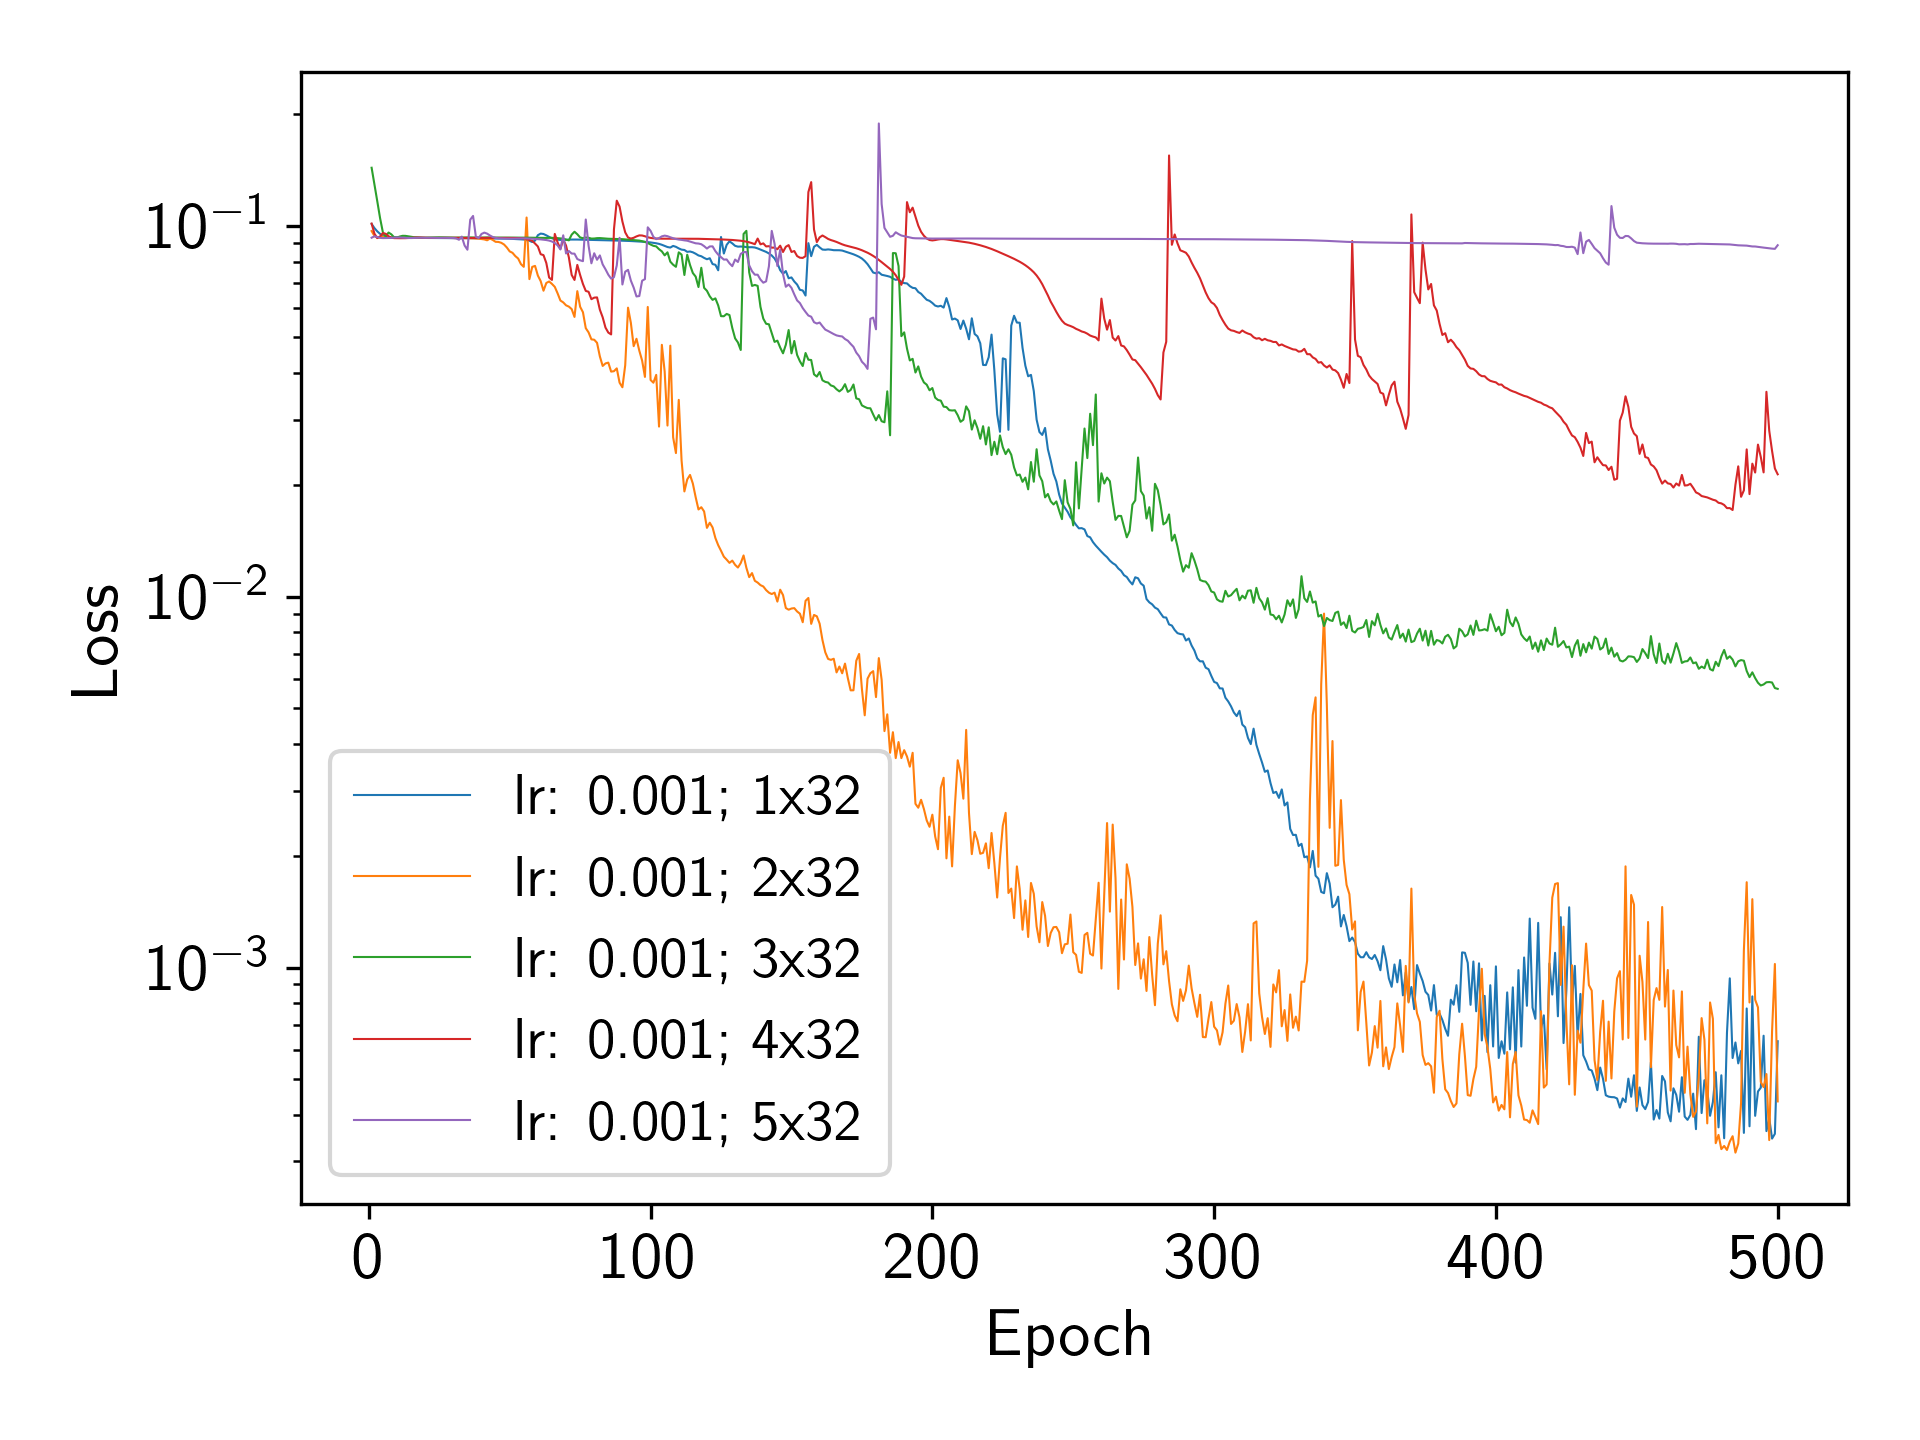 10⁻¹
10⁻²
10⁻³
Loss
lr: 0.001; 1x32
lr: 0.001; 2x32
lr: 0.001; 3x32
lr: 0.001; 4x32
lr: 0.001; 5x32
0 100 200 300 400 500
Epoch